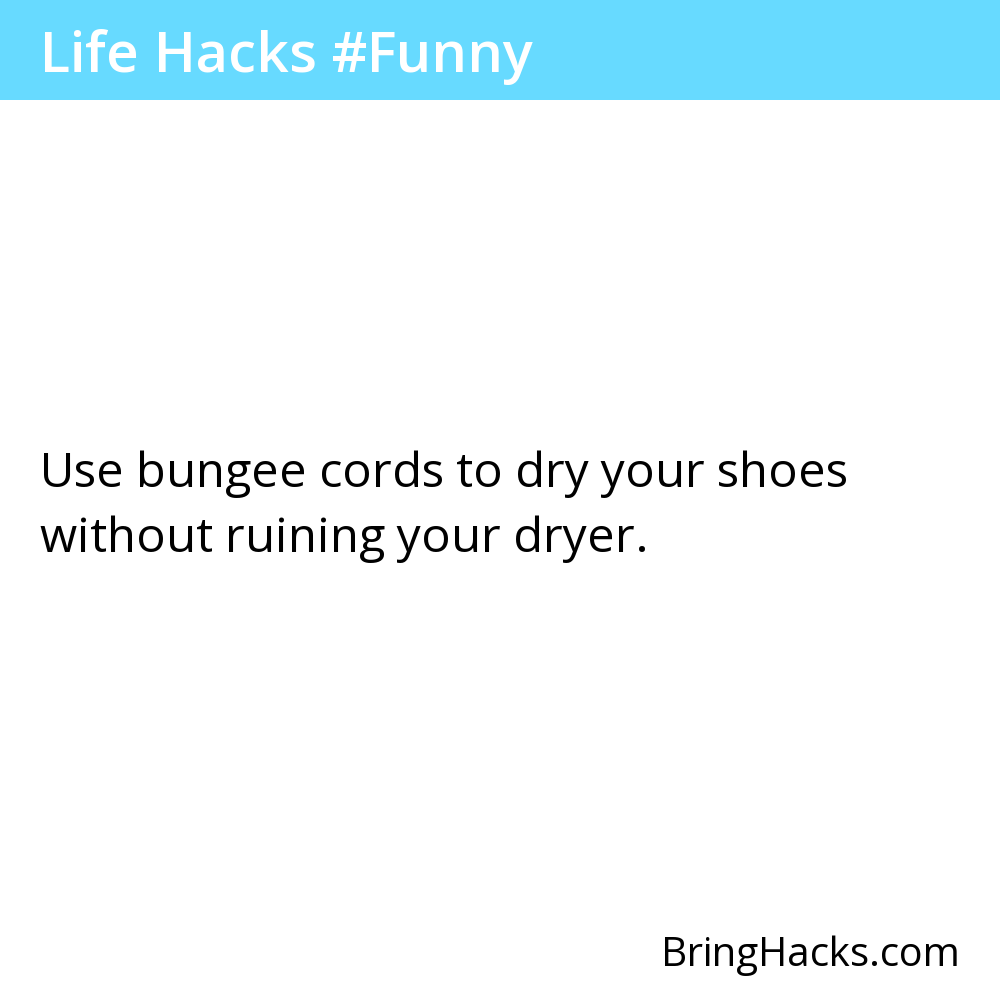 Life Hacks #Funny
Use bungee cords to dry your shoes
without ruining your dryer.
BringHacks.com